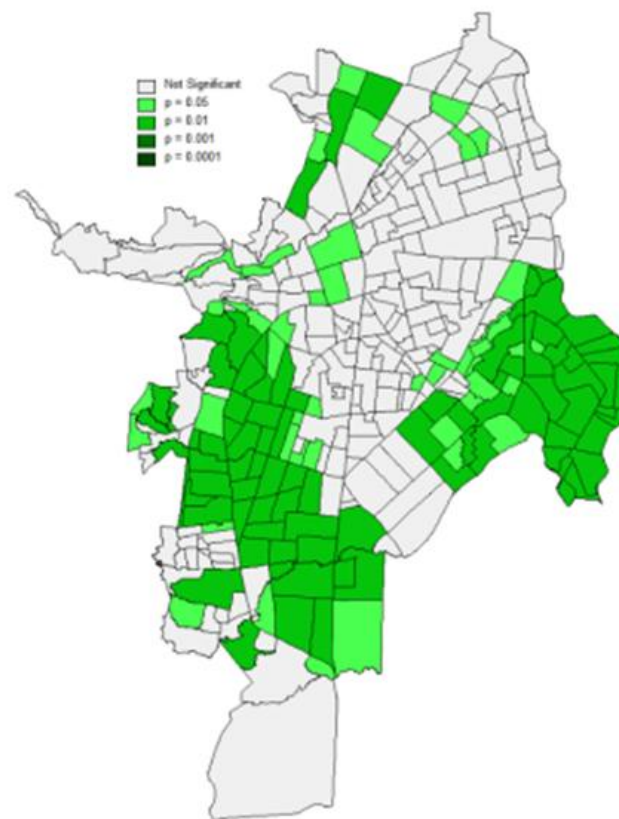 Not Significant
p = 0.05
p = 0.01
p = 0.001
p = 0.0001